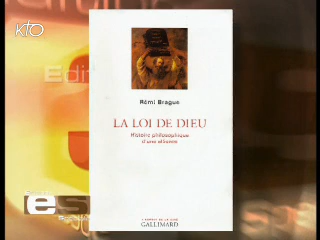 KTO
Rémi Brague
LA LOI DE DIEU
Histoire philosophique
d'une alliance
GALLIMARD